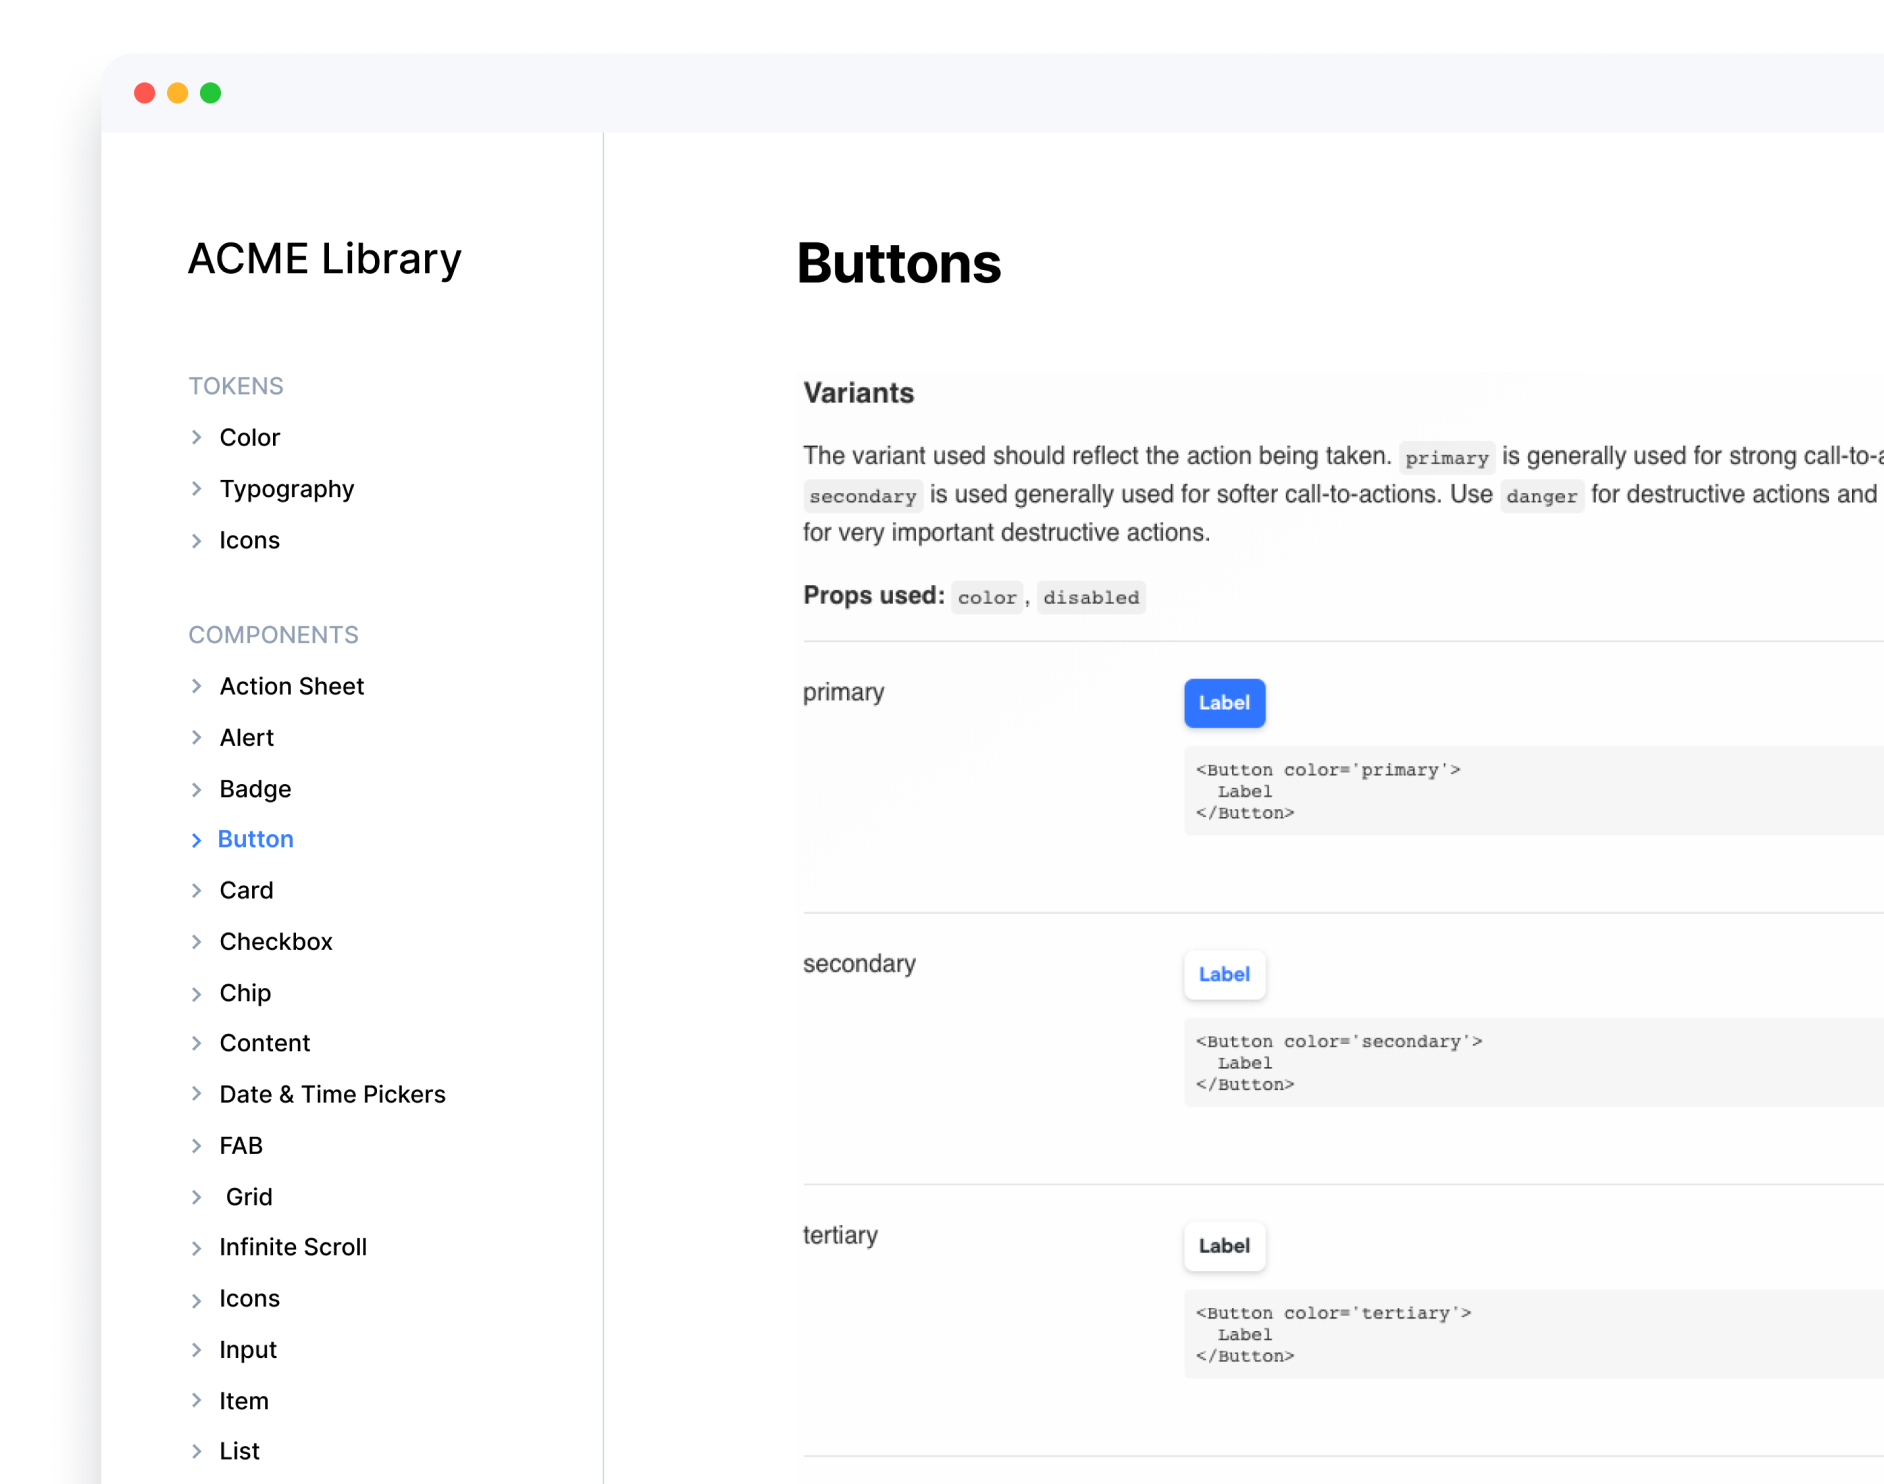 ACME Library
TOKENS
Color
Typography
Icons
COMPONENTS
Action Sheet
Alert
Badge
Button
Card
Checkbox
Chip
Content
Date & Time Pickers
FAB
Grid
Infinite Scroll
Icons
Input
Item
List
Buttons
Variants
The variant used should reflect the action being taken. primary is generally used for strong call-to-a
secondary is used generally used for softer call-to-actions. Use danger for destructive actions and
for very important destructive actions.
Props used: color, disabled
primary
Label
<Button color='primary'>
  Label
</Button>
secondary
Label
<Button color='secondary'>
  Label
</Button>
tertiary
Label
<Button color='tertiary'>
  Label
</Button>